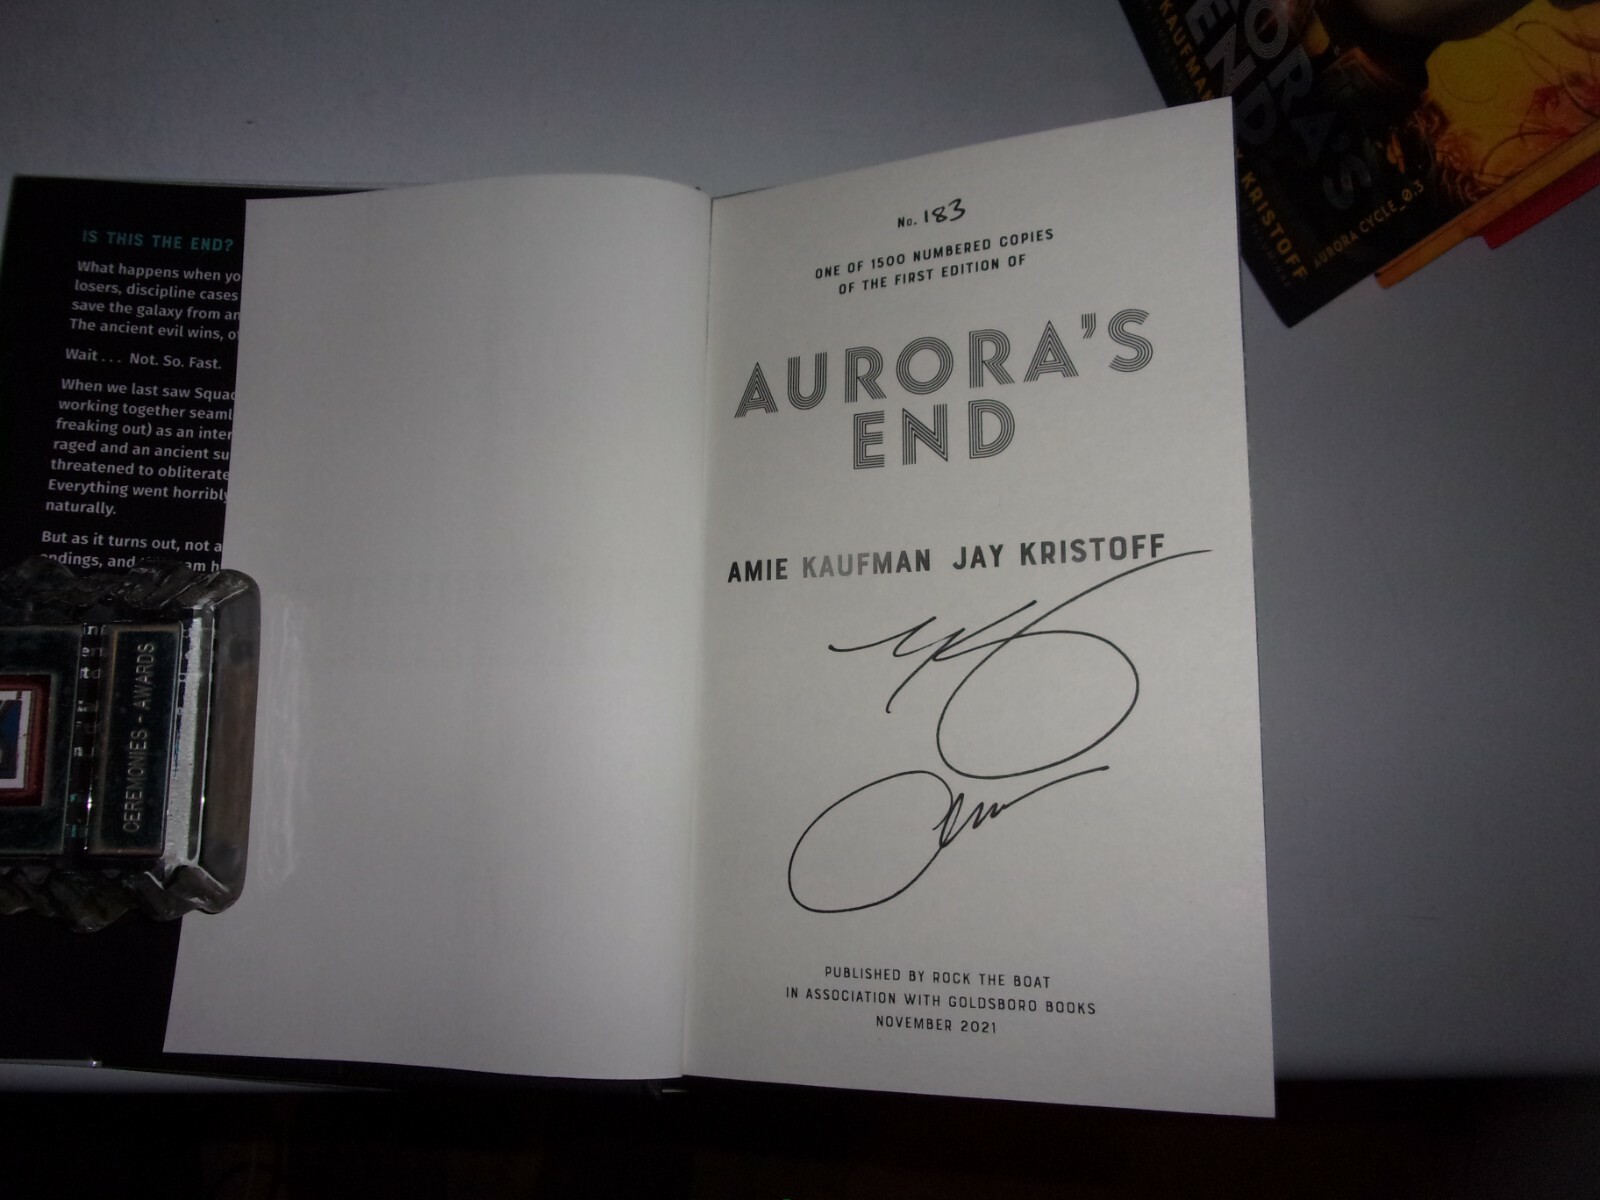 IS THIS THE END?
What happens when yo
losers, discipline cases
save the galaxy from an
The ancient evil wins, o
Wait... Not. So. Fast.
When we last saw Squad
working together seaml
freaking out) as an inter
raged and an ancient su
threatened to obliterate
Everything went horribly
naturally.
But as it turns out, not a
endings, and am h
CEREMONIES - AWARDS
No. 183
ONE OF 1500 NUMBERED COPIES
OF THE FIRST EDITION OF
AURORA'S
END
AMIE KAUFMAN JAY KRISTOFF
PUBLISHED BY ROCK THE BOAT
IN ASSOCIATION WITH GOLDSBORO BOOKS
NOVEMBER 2021
ORA'S
END
KAUFMAN
Y KRISTOFF
AURORA CYCLE_0.3